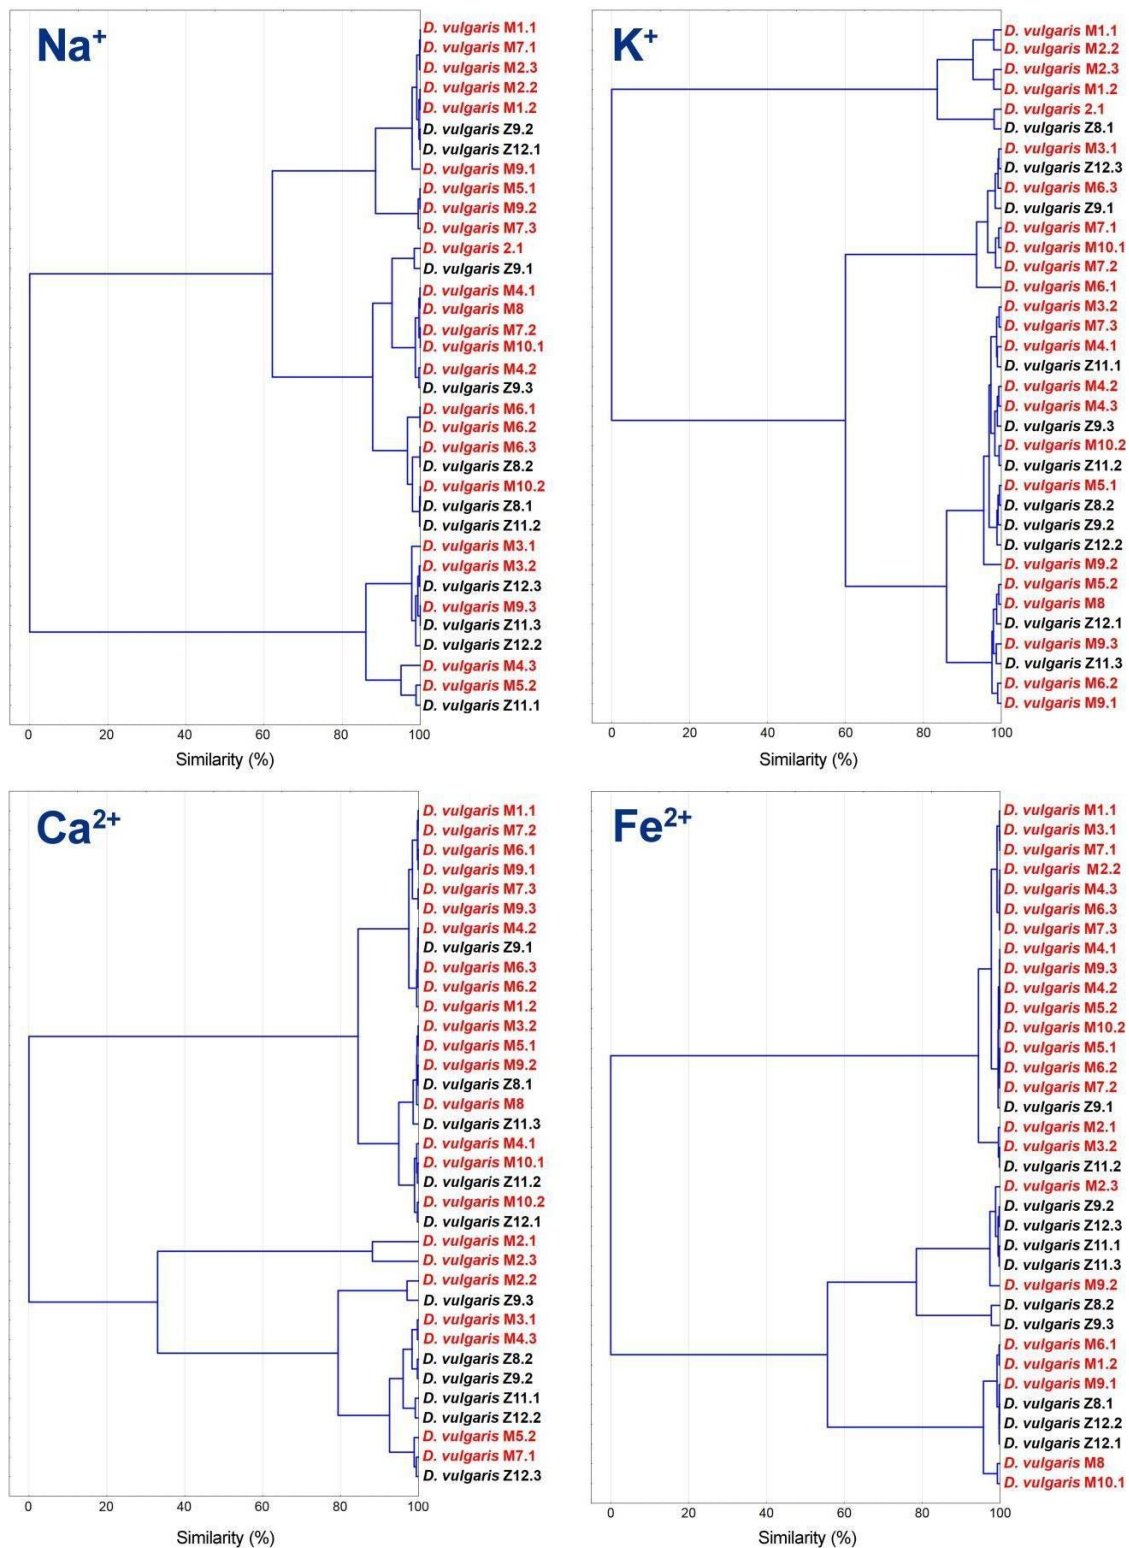 Na⁺
D. vulgaris M1.1
D. vulgaris M7.1
D. vulgaris M2.3
D. vulgaris M2.2
D. vulgaris M1.2
D. vulgaris Z9.2
D. vulgaris Z12.1
D. vulgaris M9.1
D. vulgaris M5.1
D. vulgaris M9.2
D. vulgaris M7.3
D. vulgaris 2.1
D. vulgaris Z9.1
D. vulgaris M4.1
D. vulgaris M8
D. vulgaris M7.2
D. vulgaris M10.1
D. vulgaris M4.2
D. vulgaris Z9.3
D. vulgaris M6.1
D. vulgaris M6.2
D. vulgaris M6.3
D. vulgaris Z8.2
D. vulgaris M10.2
D. vulgaris Z8.1
D. vulgaris Z11.2
D. vulgaris M3.1
D. vulgaris M3.2
D. vulgaris Z12.3
D. vulgaris M9.3
D. vulgaris Z11.3
D. vulgaris Z12.2
D. vulgaris M4.3
D. vulgaris M5.2
D. vulgaris Z11.1
0 20 40 60 80 100
Similarity (%)
K⁺
D. vulgaris M1.1
D. vulgaris M2.2
D. vulgaris M2.3
D. vulgaris M1.2
D. vulgaris 2.1
D. vulgaris Z8.1
D. vulgaris M3.1
D. vulgaris Z12.3
D. vulgaris M6.3
D. vulgaris Z9.1
D. vulgaris M7.1
D. vulgaris M10.1
D. vulgaris M7.2
D. vulgaris M6.1
D. vulgaris M3.2
D. vulgaris M7.3
D. vulgaris M4.1
D. vulgaris Z11.1
D. vulgaris M4.2
D. vulgaris M4.3
D. vulgaris Z9.3
D. vulgaris M10.2
D. vulgaris Z11.2
D. vulgaris M5.1
D. vulgaris Z8.2
D. vulgaris Z9.2
D. vulgaris Z12.2
D. vulgaris M9.2
D. vulgaris M5.2
D. vulgaris M8
D. vulgaris Z12.1
D. vulgaris M9.3
D. vulgaris Z11.3
D. vulgaris M6.2
D. vulgaris M9.1
0 20 40 60 80 100
Similarity (%)
Ca²⁺
D. vulgaris M1.1
D. vulgaris M7.2
D. vulgaris M6.1
D. vulgaris M9.1
D. vulgaris M7.3
D. vulgaris M9.3
D. vulgaris M4.2
D. vulgaris Z9.1
D. vulgaris M6.3
D. vulgaris M6.2
D. vulgaris M1.2
D. vulgaris M3.2
D. vulgaris M5.1
D. vulgaris M9.2
D. vulgaris Z8.1
D. vulgaris M8
D. vulgaris Z11.3
D. vulgaris M4.1
D. vulgaris M10.1
D. vulgaris Z11.2
D. vulgaris M10.2
D. vulgaris Z12.1
D. vulgaris M2.1
D. vulgaris M2.3
D. vulgaris M2.2
D. vulgaris Z9.3
D. vulgaris M3.1
D. vulgaris M4.3
D. vulgaris Z8.2
D. vulgaris Z9.2
D. vulgaris Z11.1
D. vulgaris Z12.2
D. vulgaris M5.2
D. vulgaris M7.1
D. vulgaris Z12.3
0 20 40 60 80 100
Similarity (%)
Fe²⁺
D. vulgaris M1.1
D. vulgaris M3.1
D. vulgaris M7.1
D. vulgaris M2.2
D. vulgaris M4.3
D. vulgaris M6.3
D. vulgaris M7.3
D. vulgaris M4.1
D. vulgaris M9.3
D. vulgaris M4.2
D. vulgaris M5.2
D. vulgaris M10.2
D. vulgaris M5.1
D. vulgaris M6.2
D. vulgaris M7.2
D. vulgaris Z9.1
D. vulgaris M2.1
D. vulgaris M3.2
D. vulgaris Z11.2
D. vulgaris M2.3
D. vulgaris Z9.2
D. vulgaris Z12.3
D. vulgaris Z11.1
D. vulgaris Z11.3
D. vulgaris M9.2
D. vulgaris Z8.2
D. vulgaris Z9.3
D. vulgaris M6.1
D. vulgaris M1.2
D. vulgaris M9.1
D. vulgaris Z8.1
D. vulgaris Z12.2
D. vulgaris Z12.1
D. vulgaris M8
D. vulgaris M10.1
0 20 40 60 80 100
Similarity (%)